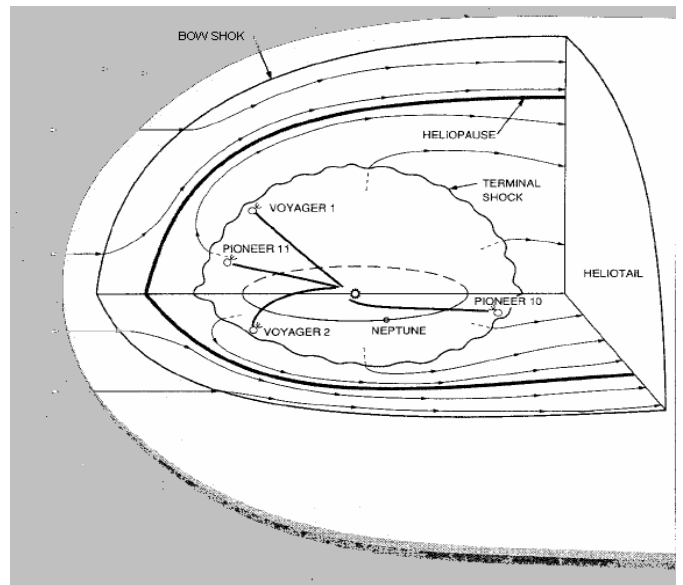 BOW SHOK
HELIOPAUSE
TERMINAL
SHOCK
VOYAGER 1
PIONEER 11
HELIOTAIL
PIONEER 10
NEPTUNE
VOYAGER 2